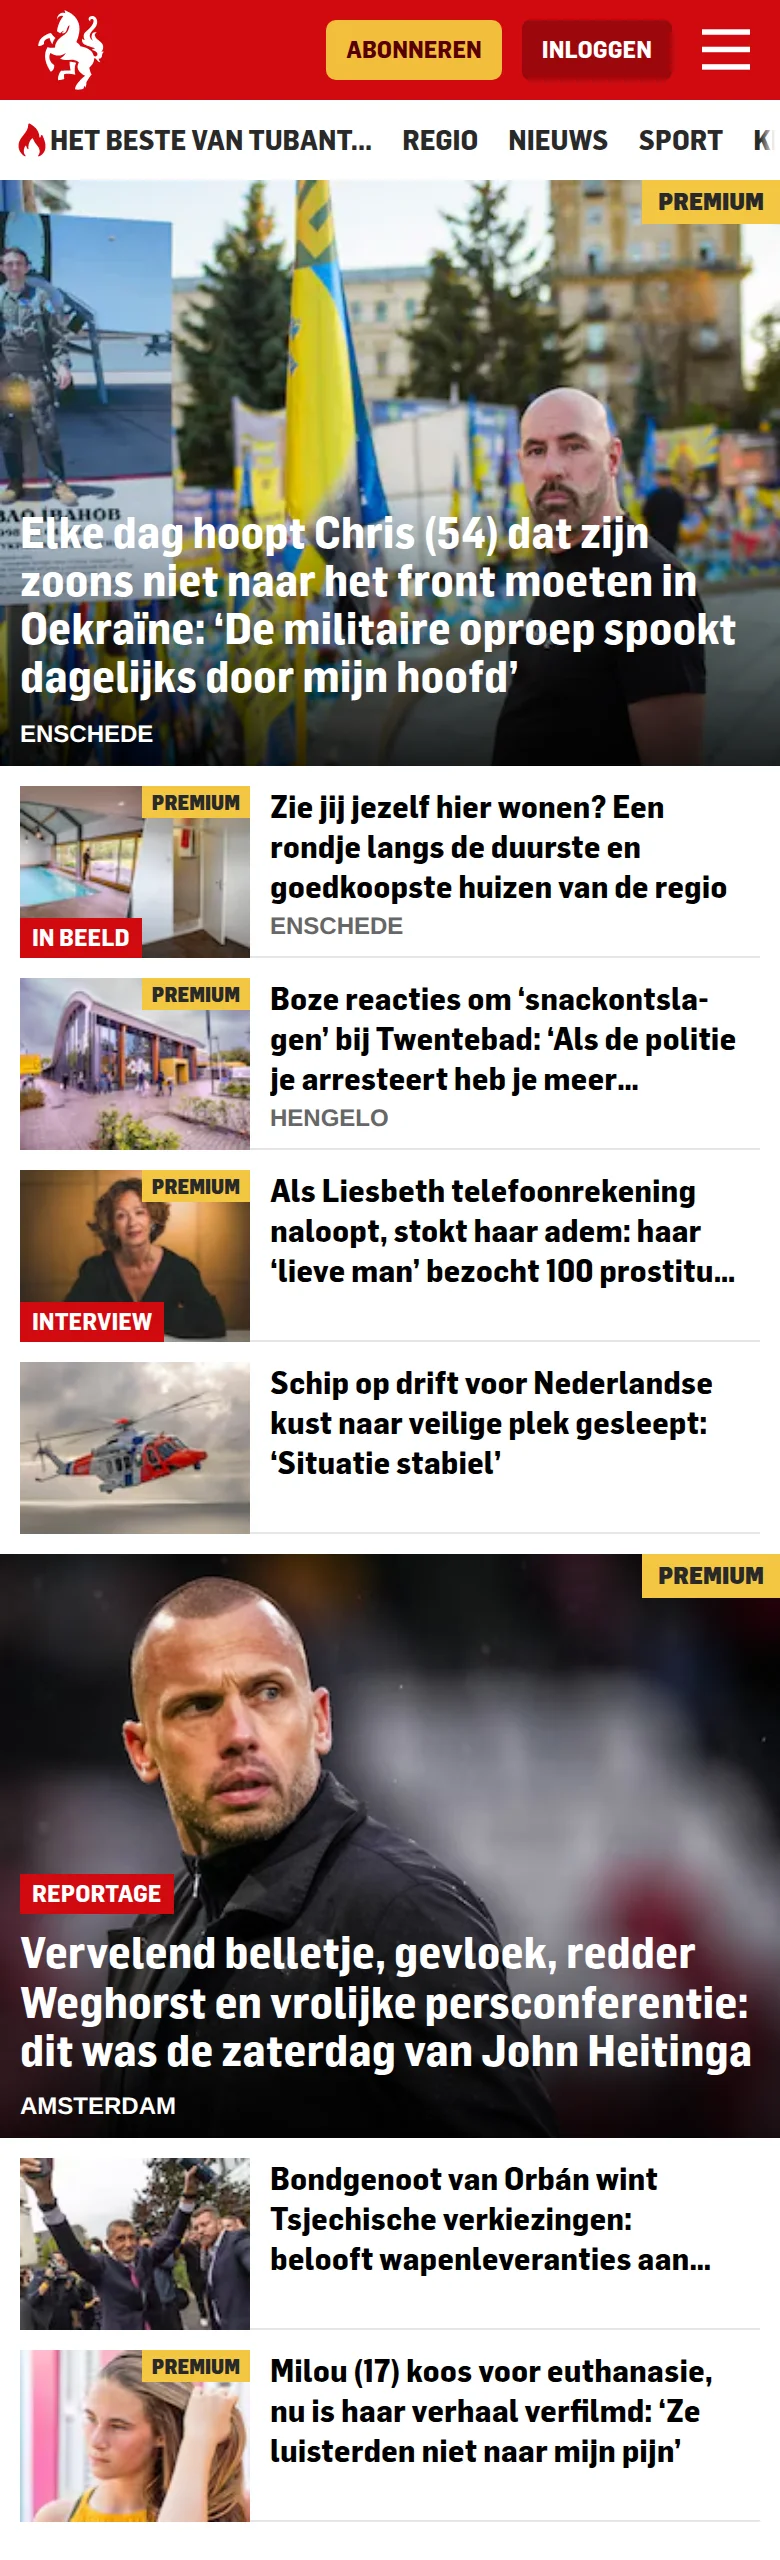 ABONNEREN
INLOGGEN
HET BESTE VAN TUBANT...
REGIO
NIEUWS
SPORT
PREMIUM
ІВАНОВ
Elke dag hoopt Chris (54) dat zijn
zoons niet naar het front moeten in
Oekraïne: ‘De militaire oproep spookt
dagelijks door mijn hoofd’
ENSCHEDE
PREMIUM
IN BEELD
Zie jij jezelf hier wonen? Een
rondje langs de duurste en
goedkoopste huizen van de regio
ENSCHEDE
PREMIUM
Boze reacties om ‘snackontsla-
gen’ bij Twentebad: ‘Als de politie
je arresteert heb je meer...
HENGELO
PREMIUM
INTERVIEW
Als Liesbeth telefoonrekening
naloopt, stokt haar adem: haar
‘lieve man’ bezocht 100 prostitu...
Schip op drift voor Nederlandse
kust naar veilige plek gesleept:
‘Situatie stabiel’
PREMIUM
REPORTAGE
Vervelend belletje, gevloek, redder
Weghorst en vrolijke persconferentie:
dit was de zaterdag van John Heitinga
AMSTERDAM
Bondgenoot van Orbán wint
Tsjechische verkiezingen:
belooft wapenleveranties aan...
PREMIUM
Milou (17) koos voor euthanasie,
nu is haar verhaal verfilmd: ‘Ze
luisterden niet naar mijn pijn’